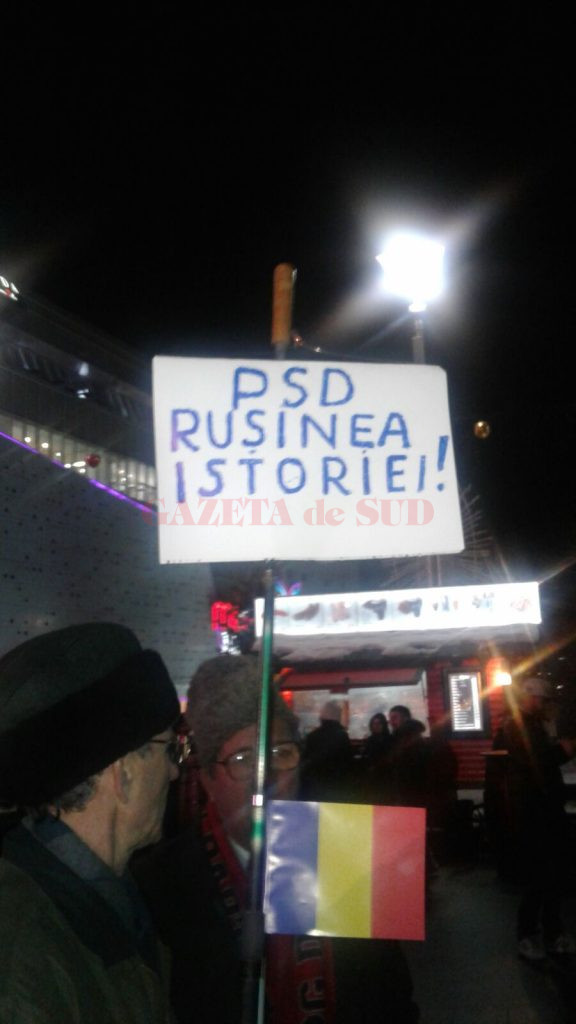 PSD
RUȘINEA
ISTORIEI!
GAZETA de SUD